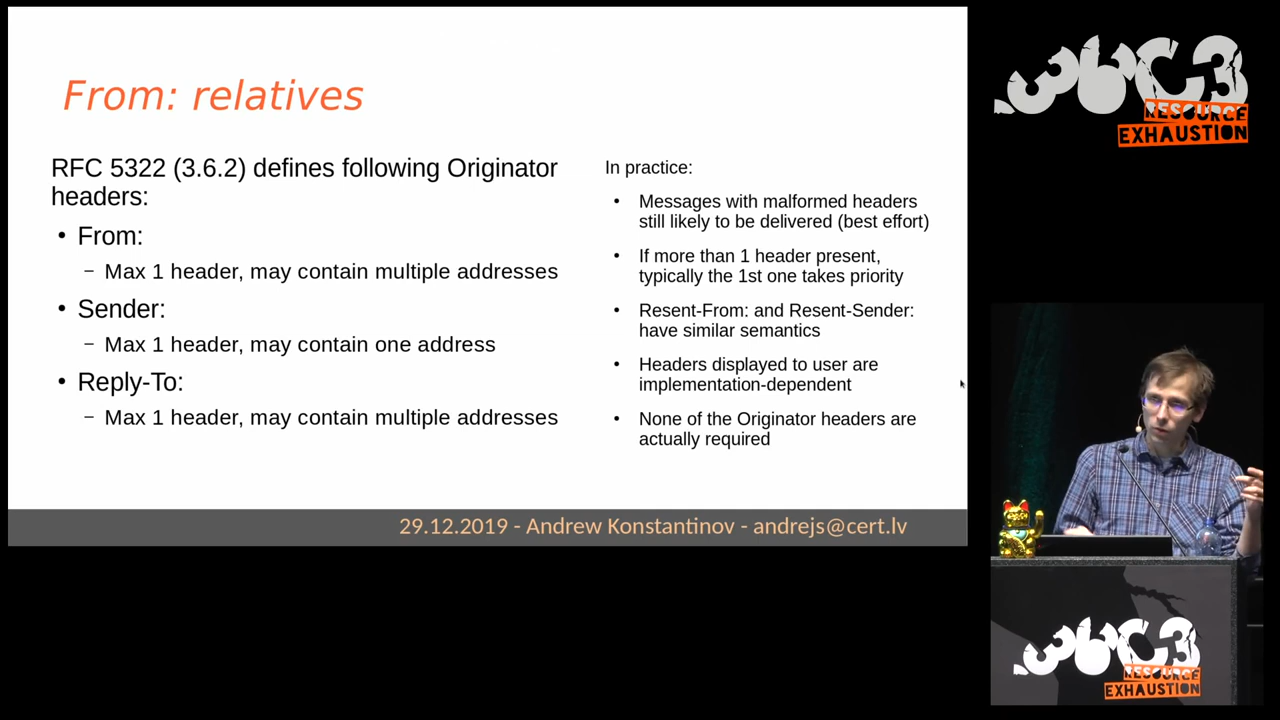 From: relatives
RFC 5322 (3.6.2) defines following Originator
headers:
• From:
– Max 1 header, may contain multiple addresses
• Sender:
– Max 1 header, may contain one address
• Reply-To:
– Max 1 header, may contain multiple addresses
In practice:
• Messages with malformed headers
still likely to be delivered (best effort)
• If more than 1 header present,
typically the 1st one takes priority
• Resent-From: and Resent-Sender:
have similar semantics
• Headers displayed to user are
implementation-dependent
• None of the Originator headers are
actually required
29.12.2019 - Andrew Konstantinov - andrejs@cert.lv
36C3
RESOURCE
EXHAUSTION
36C3
RESOURCE
EXHAUSTION